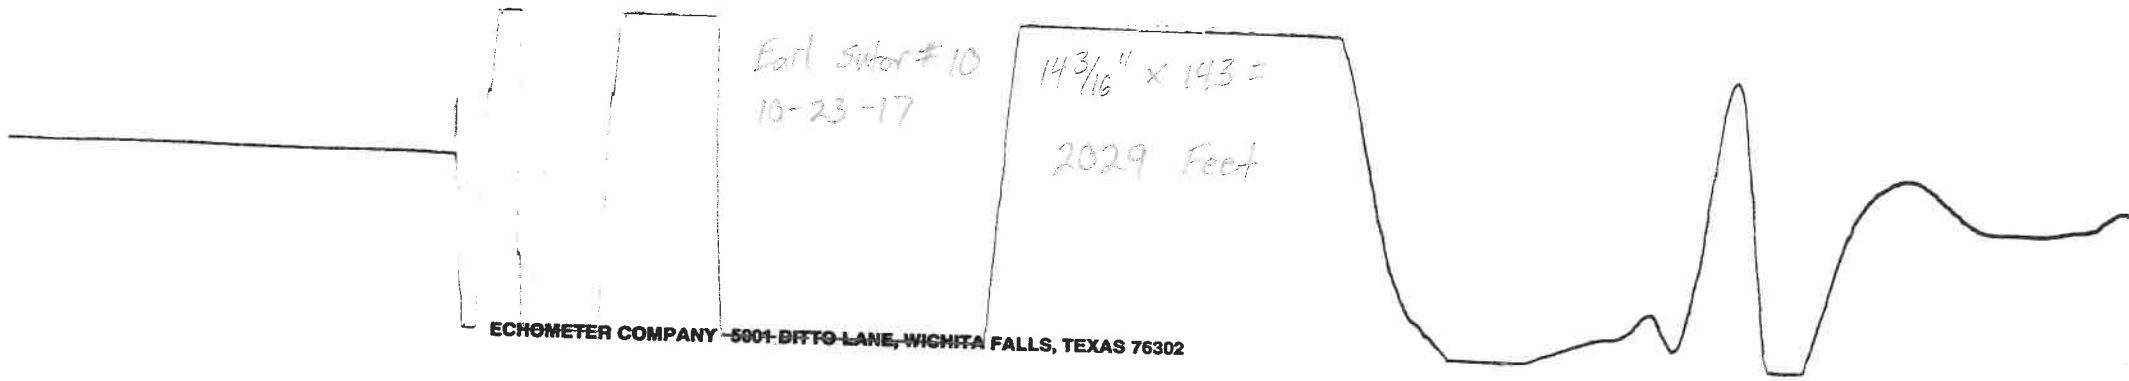 Earl Sutor # 10
10-23-17
14 3/16" x 143 =
2029 Feet
ECHOMETER COMPANY 5001 DITTO LANE, WICHITA FALLS, TEXAS 76302